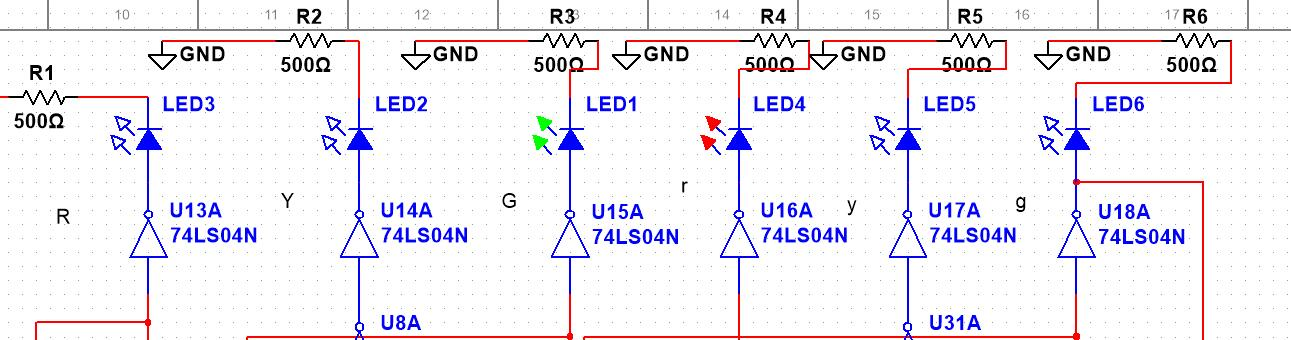 10 11 12 13 14 15 16 17
R2 R3 R4 R5 R6
GND GND GND GND GND
500Ω 500Ω 500Ω 500Ω 500Ω
R1
500Ω
LED3 LED2 LED1 LED4 LED5 LED6
R Y G r y g
U13A U14A U15A U16A U17A U18A
74LS04N 74LS04N 74LS04N 74LS04N 74LS04N 74LS04N
U8A U31A